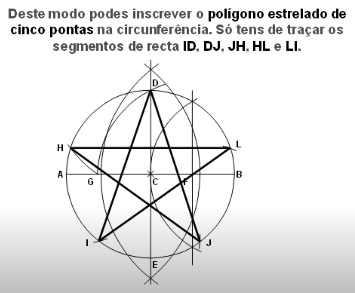 Deste modo podes inscrever o polígono estrelado de
cinco pontas na circunferência. Só tens de traçar os
segmentos de recta ID, DJ, JH, HL e LI.
D
H L
A G C F B
I J
E